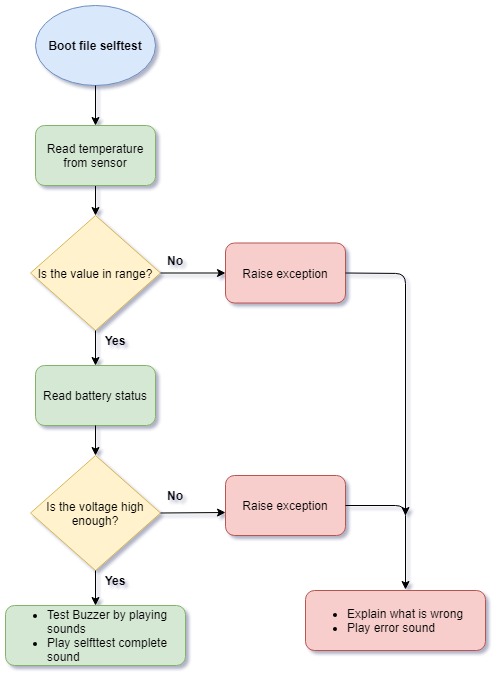 Boot file selftest
Read temperature
from sensor
Is the value in range?
No
Raise exception
Yes
Read battery status
Is the voltage high
enough?
No
Raise exception
Yes
• Test Buzzer by playing
sounds
• Play selfttest complete
sound
• Explain what is wrong
• Play error sound